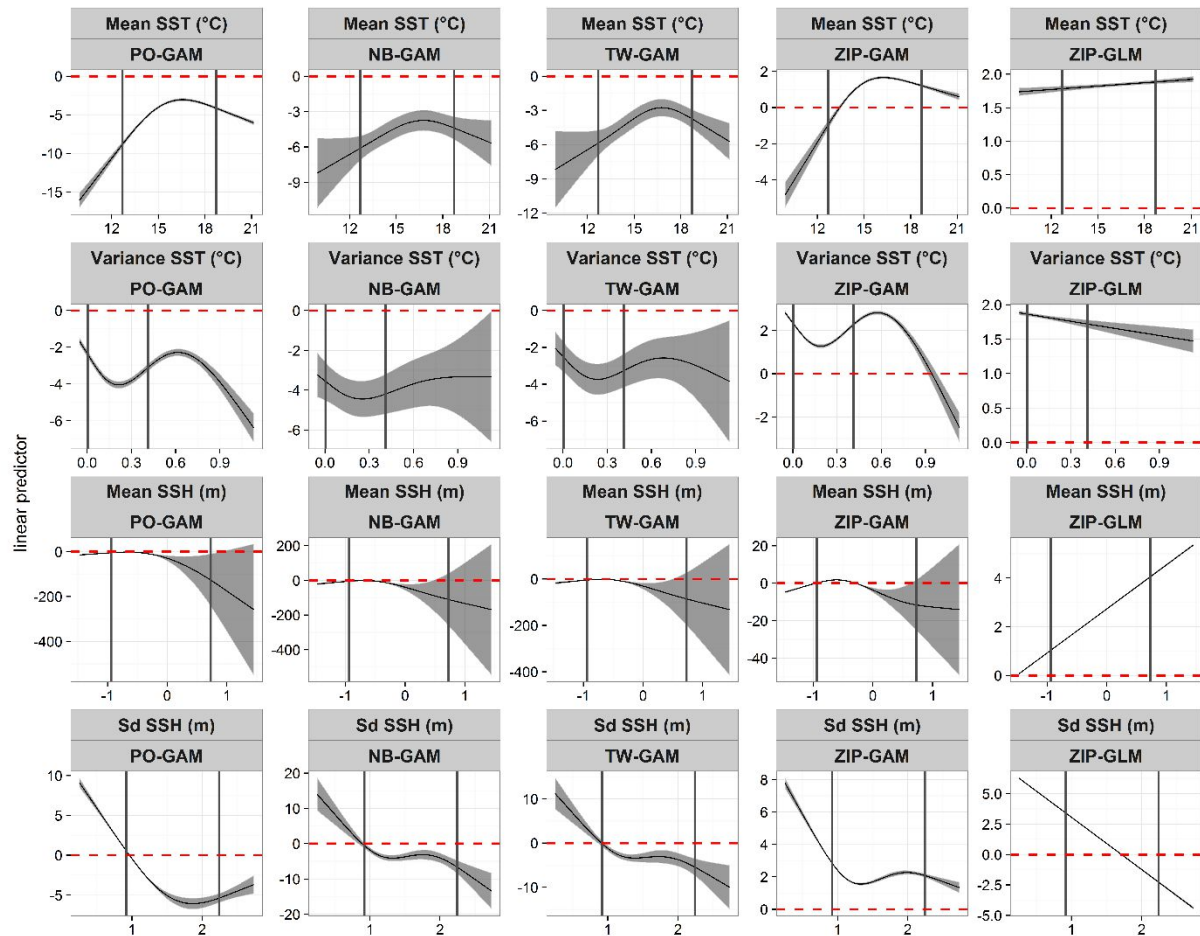 Mean SST (°C) Mean SST (°C) Mean SST (°C) Mean SST (°C) Mean SST (°C)
PO-GAM NB-GAM TW-GAM ZIP-GAM ZIP-GLM
0 -5 -10 -15
0 -3 -6 -9
0 -3 -6 -9 -12
2 0 -2 -4
2.0 1.5 1.0 0.5 0.0
12 15 18 21 12 15 18 21 12 15 18 21 12 15 18 21 12 15 18 21
Variance SST (°C) Variance SST (°C) Variance SST (°C) Variance SST (°C) Variance SST (°C)
PO-GAM NB-GAM TW-GAM ZIP-GAM ZIP-GLM
0 -2 -4 -6
0 -2 -4 -6
0 -2 -4 -6
2 0 -2
2.0 1.5 1.0 0.5 0.0
0.0 0.3 0.6 0.9 0.0 0.3 0.6 0.9 0.0 0.3 0.6 0.9 0.0 0.3 0.6 0.9 0.0 0.3 0.6 0.9
linear predictor
Mean SSH (m) Mean SSH (m) Mean SSH (m) Mean SSH (m) Mean SSH (m)
PO-GAM NB-GAM TW-GAM ZIP-GAM ZIP-GLM
0 -200 -400
200 0 -200 -400
200 0 -200 -400
20 0 -20 -40
4 2 0
-1 0 1 -1 0 1 -1 0 1 -1 0 1 -1 0 1
Sd SSH (m) Sd SSH (m) Sd SSH (m) Sd SSH (m) Sd SSH (m)
PO-GAM NB-GAM TW-GAM ZIP-GAM ZIP-GLM
10 5 0 -5
20 10 0 -10 -20
10 0 -10
8 6 4 2 0
5.0 2.5 0.0 -2.5 -5.0
1 2 1 2 1 2 1 2 1 2